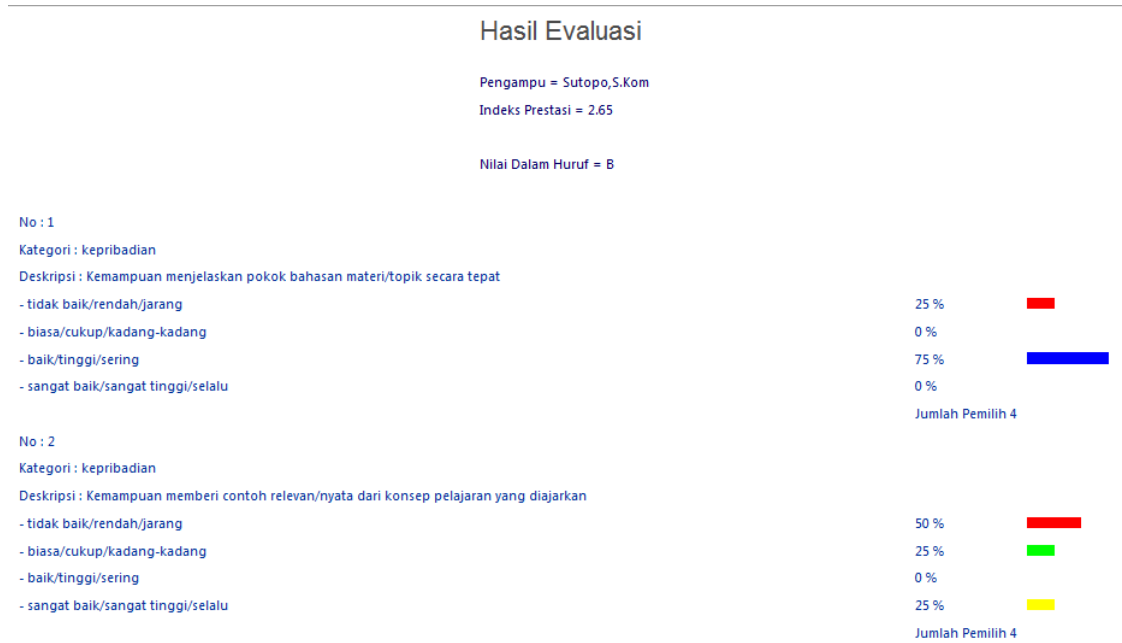 Hasil Evaluasi
Pengampu = Sutopo,S.Kom
Indeks Prestasi = 2.65
Nilai Dalam Huruf = B
No : 1
Kategori : kepribadian
Deskripsi : Kemampuan menjelaskan pokok bahasan materi/topik secara tepat
- tidak baik/rendah/jarang 25 %
- biasa/cukup/kadang-kadang 0 %
- baik/tinggi/sering 75 %
- sangat baik/sangat tinggi/selalu 0 %
Jumlah Pemilih 4
No : 2
Kategori : kepribadian
Deskripsi : Kemampuan memberi contoh relevan/nyata dari konsep pelajaran yang diajarkan
- tidak baik/rendah/jarang 50 %
- biasa/cukup/kadang-kadang 25 %
- baik/tinggi/sering 0 %
- sangat baik/sangat tinggi/selalu 25 %
Jumlah Pemilih 4